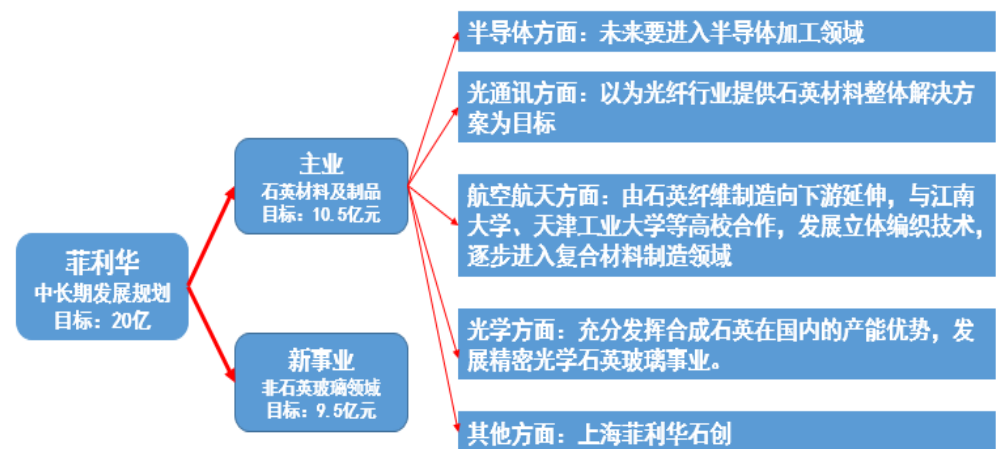 菲利华
中长期发展规划
目标：20亿
主业
石英材料及制品
目标：10.5亿元
新事业
非石英玻璃领域
目标：9.5亿元
半导体方面：未来要进入半导体加工领域
光通讯方面：以为光纤行业提供石英材料整体解决方
案为目标
航空航天方面：由石英纤维制造向下游延伸，与江南
大学、天津工业大学等高校合作，发展立体编织技术，
逐步进入复合材料制造领域
光学方面：充分发挥合成石英在国内的产能优势，发
展精密光学石英玻璃事业。
其他方面：上海菲利华石创